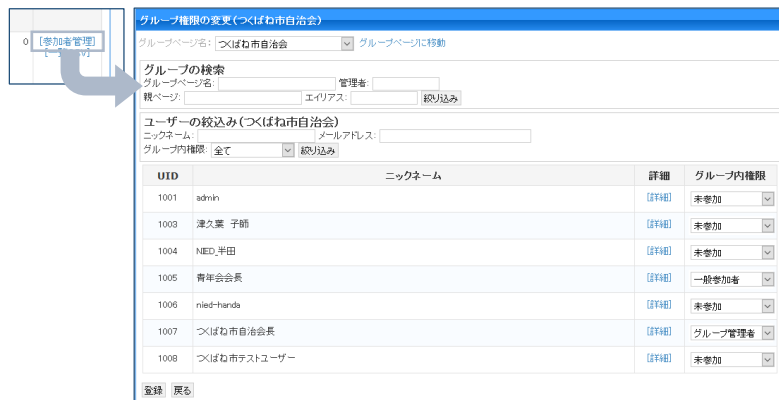 0 [参加者管理]
グループ権限の変更(つくばね市自治会)
グループページ名: つくばね市自治会 グループページに移動
グループの検索
グループページ名: 管理者:
親ページ: エイリアス: 絞り込み
ユーザーの絞込み(つくばね市自治会)
ニックネーム: メールアドレス:
グループ内権限: 全て 絞り込み
UID ニックネーム 詳細 グループ内権限
1001 admin [詳細] 未参加
1003 津久葉 子師 [詳細] 未参加
1004 NIED_半田 [詳細] 未参加
1005 青年会会長 [詳細] 一般参加者
1006 nied-handa [詳細] 未参加
1007 つくばね市自治会長 [詳細] グループ管理者
1008 つくばね市テストユーザー [詳細] 未参加
登録 戻る